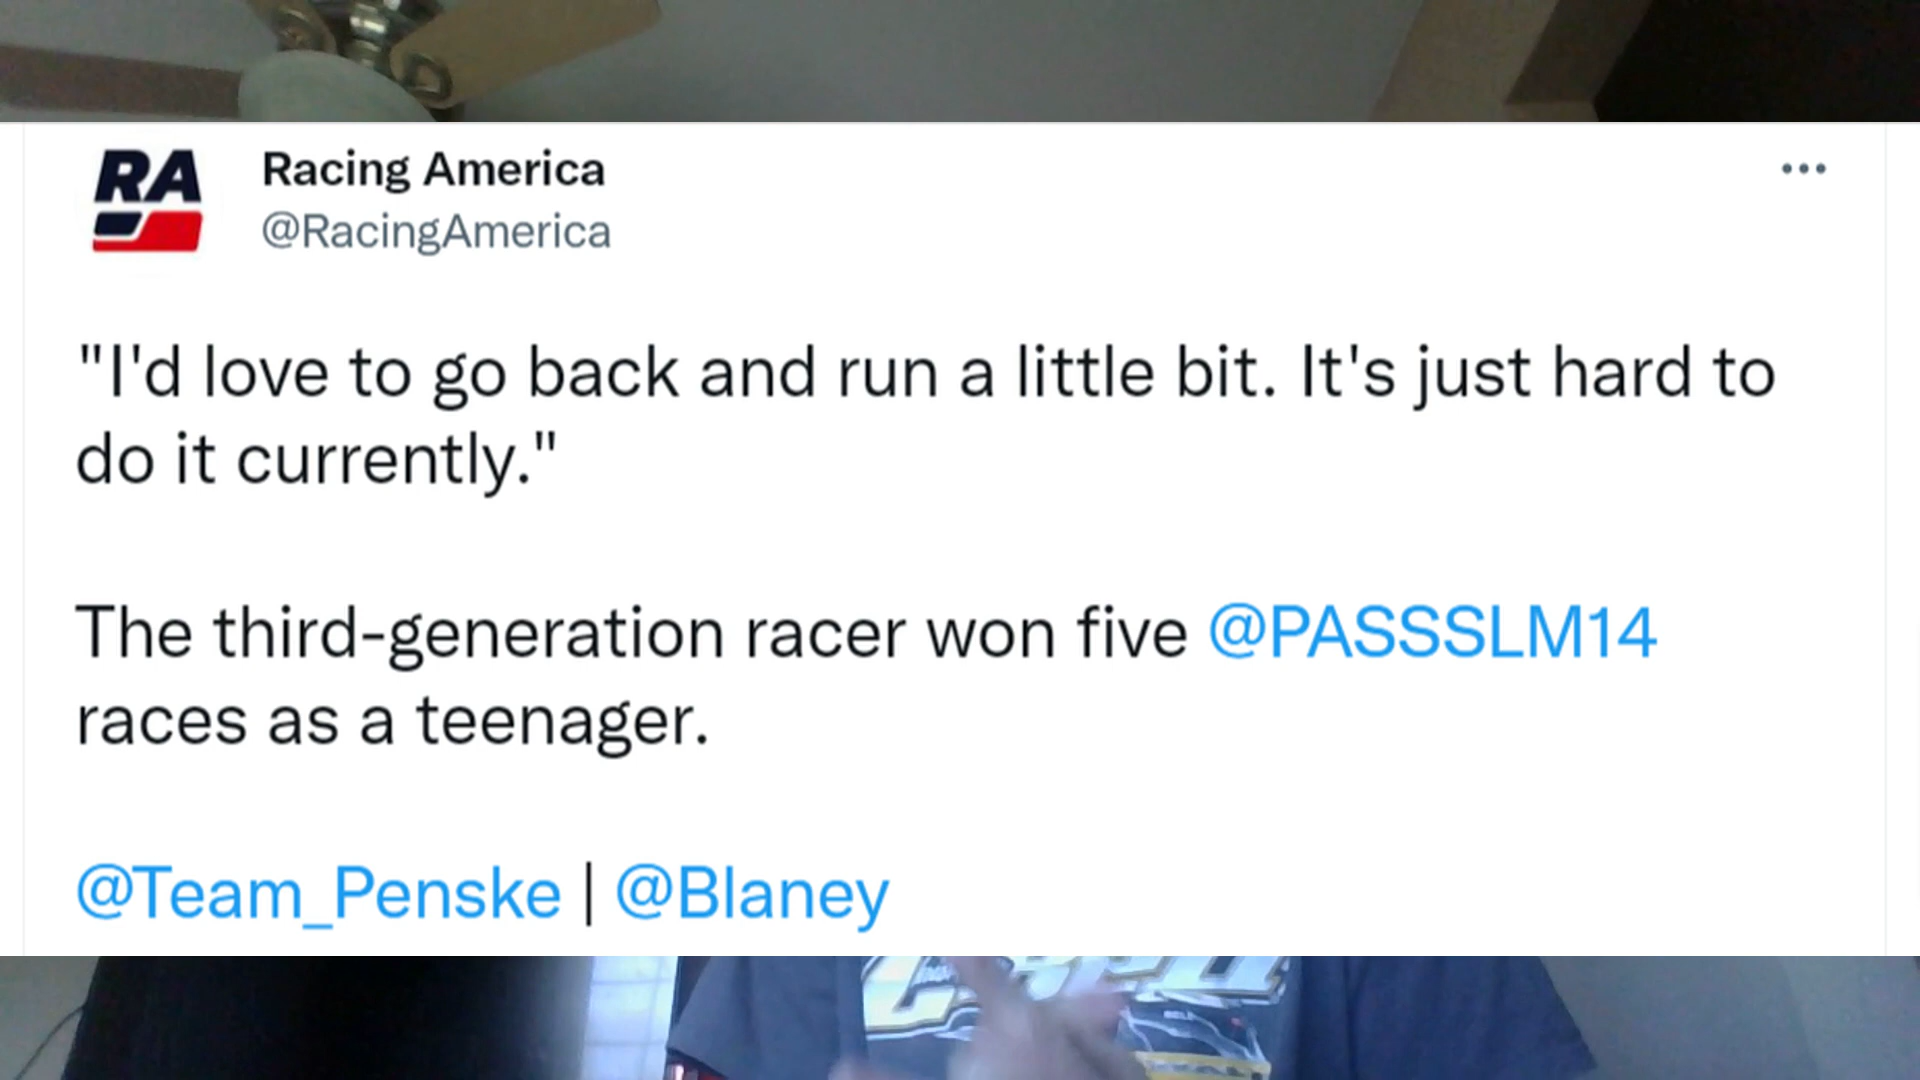 RA
Racing America
@RacingAmerica
"I'd love to go back and run a little bit. It's just hard to
do it currently."
The third-generation racer won five @PASSSLM14
races as a teenager.
@Team_Penske | @Blaney